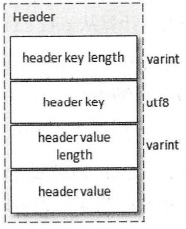 Header
header key length varint
header key utf8
header value varint
length
header value